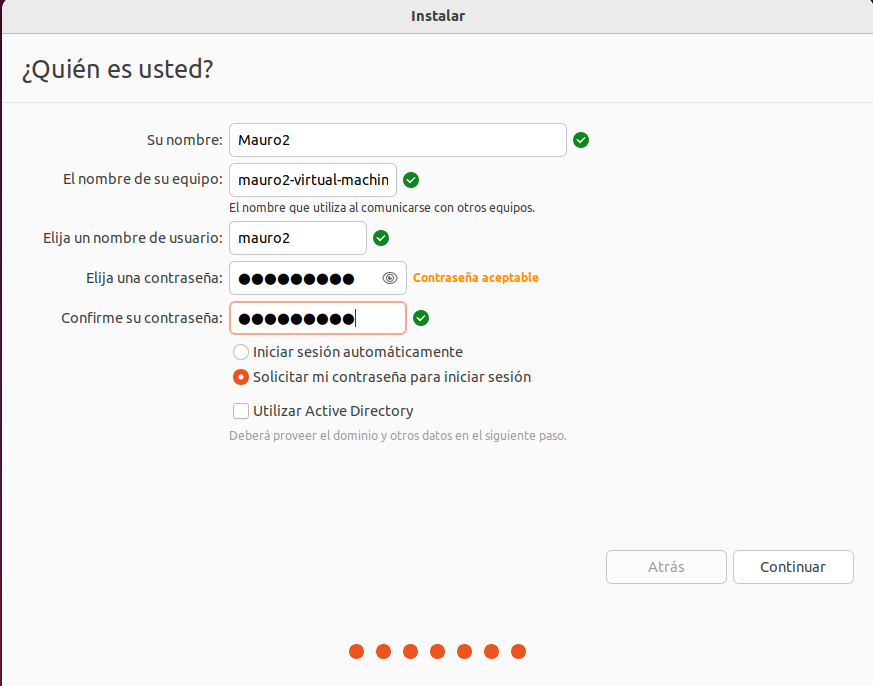 Instalar
¿Quién es usted?
Su nombre: Mauro2
El nombre de su equipo: mauro2-virtual-machin
El nombre que utiliza al comunicarse con otros equipos.
Elija un nombre de usuario: mauro2
Elija una contraseña: ●●●●●●●●● Contraseña aceptable
Confirme su contraseña: ●●●●●●●●●
Iniciar sesión automáticamente
Solicitar mi contraseña para iniciar sesión
Utilizar Active Directory
Deberá proveer el dominio y otros datos en el siguiente paso.
Atrás Continuar